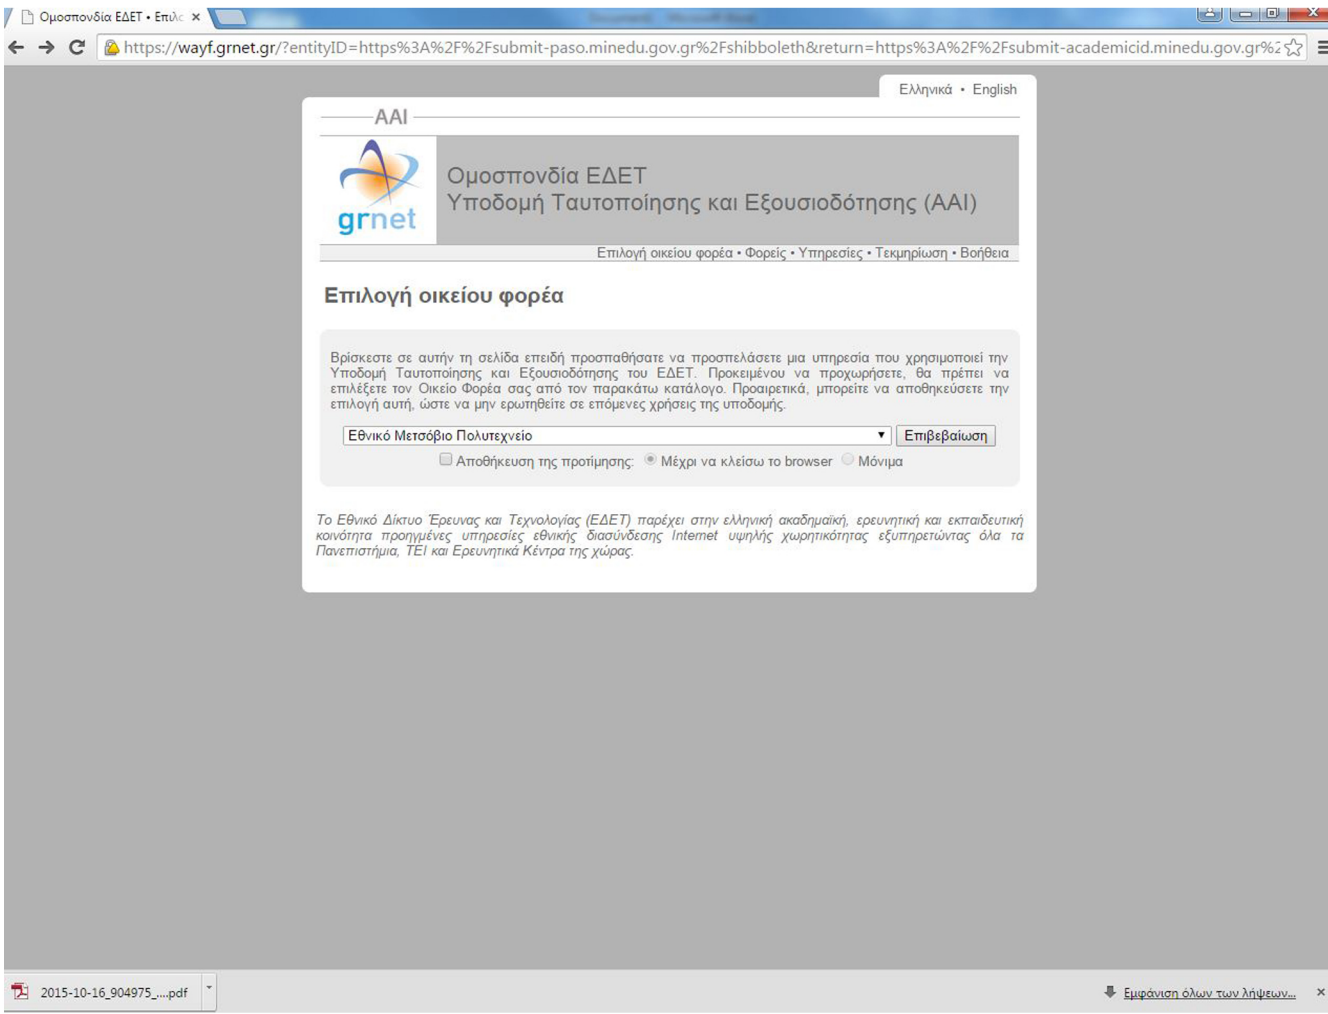 Ομοσπονδία ΕΔΕΤ • Επιλ
https://wayf.grnet.gr/?entityID=https%3A%2F%2Fsubmit-paso.minedu.gov.gr%2Fshibboleth&return=https%3A%2F%2Fsubmit-academicid.minedu.gov.gr%2
Ελληνικά • English
AAI
grnet
Ομοσπονδία ΕΔΕΤ
Υποδομή Ταυτοποίησης και Εξουσιοδότησης (AAI)
Επιλογή οικείου φορέα • Φορείς • Υπηρεσίες • Τεκμηρίωση • Βοήθεια
Επιλογή οικείου φορέα
Βρίσκεστε σε αυτήν τη σελίδα επειδή προσπαθήσατε να προσπελάσετε μια υπηρεσία που χρησιμοποιεί την
Υποδομή Ταυτοποίησης και Εξουσιοδότησης του ΕΔΕΤ. Προκειμένου να προχωρήσετε, θα πρέπει να
επιλέξετε τον Οικείο Φορέα σας από τον παρακάτω κατάλογο. Προαιρετικά, μπορείτε να αποθηκεύσετε την
επιλογή αυτή, ώστε να μην ερωτηθείτε σε επόμενες χρήσεις της υποδομής.
Εθνικό Μετσόβιο Πολυτεχνείο Επιβεβαίωση
Αποθήκευση της προτίμησης: Μέχρι να κλείσω το browser Μόνιμα
Το Εθνικό Δίκτυο Έρευνας και Τεχνολογίας (ΕΔΕΤ) παρέχει στην ελληνική ακαδημαϊκή, ερευνητική και εκπαιδευτική
κοινότητα προηγμένες υπηρεσίες εθνικής διασύνδεσης Internet υψηλής χωρητικότητας εξυπηρετώντας όλα τα
Πανεπιστήμια, ΤΕΙ και Ερευνητικά Κέντρα της χώρας.
2015-10-16_904975_....pdf
Εμφάνιση όλων των λήψεων...